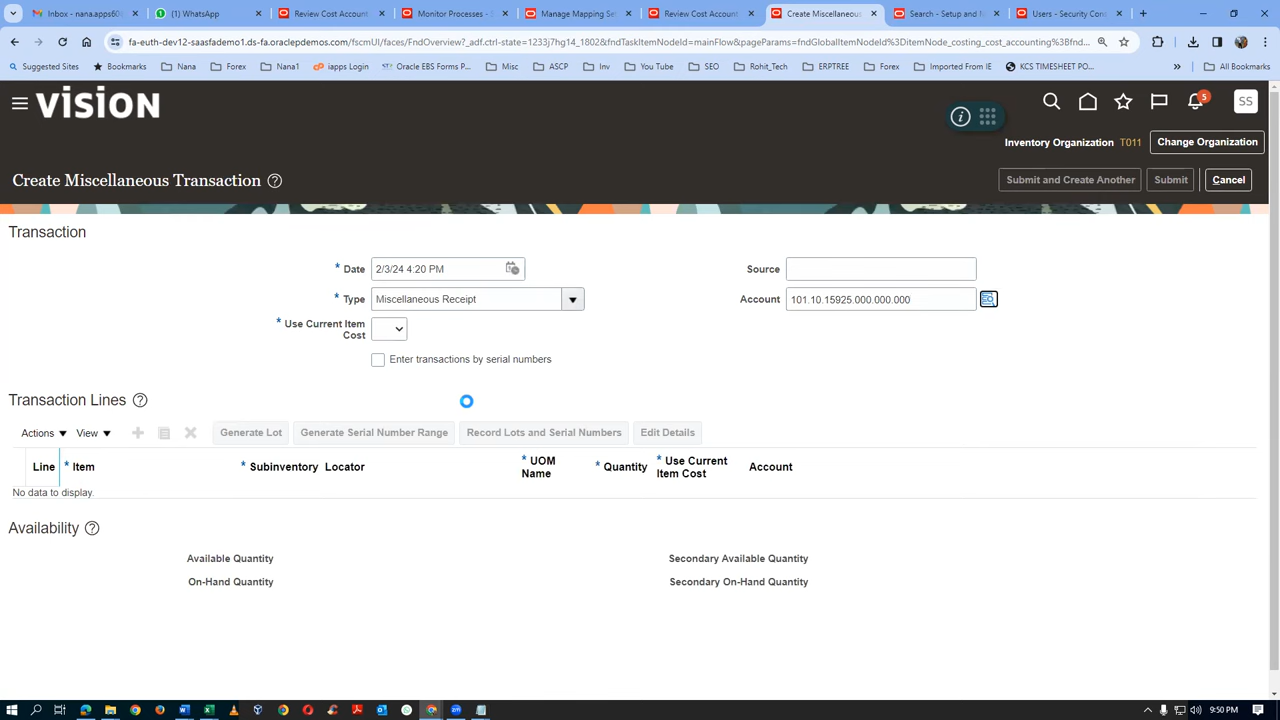 Inbox - nana.apps60
(1) WhatsApp
Review Cost Account
Monitor Processes - S
Manage Mapping Set
Review Cost Account
Create Miscellaneous
Search - Setup and
Users - Security Con
fa-euth-dev12-saasfademo1.ds-fa.oraclepdemos.com/fscmUI/faces/FndOverview?_adf.ctrl-state=1233j7hg14_1802&fndTaskItemNodeId=mainFlow&pageParams=fndGlobalItemNodeId%3DitemNode_costing_cost_accounting%3Bfnd...
Suggested Sites
Bookmarks
Nana
Forex
Nana1
iapps Login
Oracle EBS Forms P...
Misc
ASCP
Inv
You Tube
SEO
Rohit_Tech
ERPTREE
Forex
Imported From IE
KCS TIMESHEET PO...
»
All Bookmarks
VISION
5
SS
Inventory Organization T011
Change Organization
Create Miscellaneous Transaction
Submit and Create Another
Submit
Cancel
Transaction
* Date 2/3/24 4:20 PM
Source
* Type Miscellaneous Receipt
Account 101.10.15925.000.000.000
* Use Current Item
Cost
Enter transactions by serial numbers
Transaction Lines
Actions
View
Generate Lot
Generate Serial Number Range
Record Lots and Serial Numbers
Edit Details
Line
* Item
* Subinventory
Locator
* UOM
Name
* Quantity
* Use Current
Item Cost
Account
No data to display.
Availability
Available Quantity
Secondary Available Quantity
On-Hand Quantity
Secondary On-Hand Quantity
9:50 PM